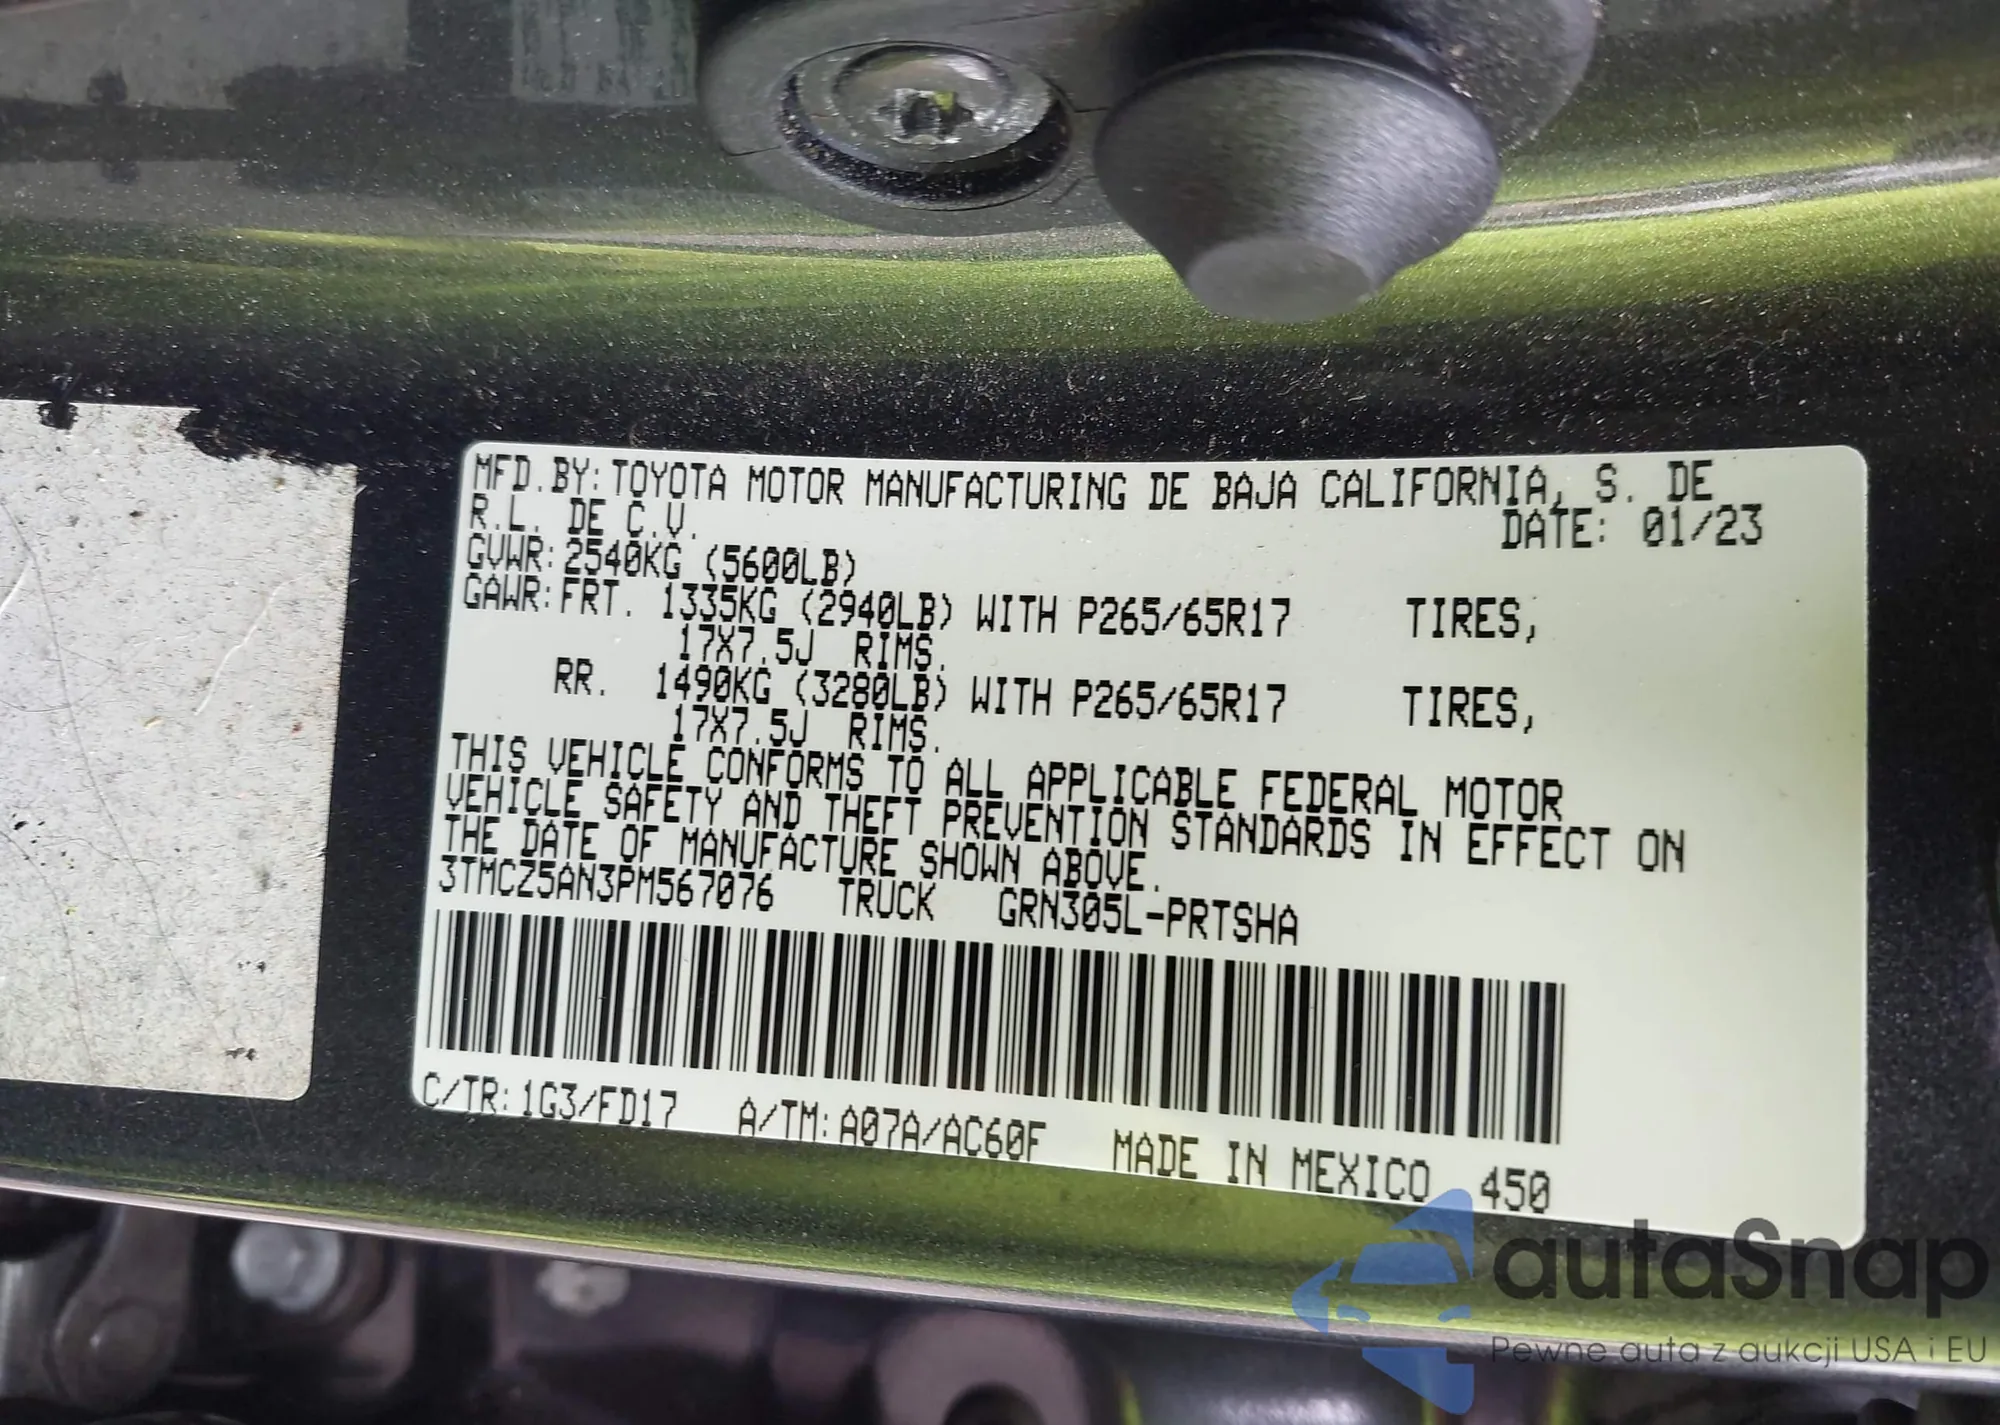 MFD.BY: TOYOTA MOTOR MANUFACTURING DE BAJA CALIFORNIA, S. DE
R.L. DE C.V.
DATE: 01/23
GVWR: 2540KG (5600LB)
GAWR: FRT. 1335KG (2940LB) WITH P265/65R17 TIRES,
17X7.5J RIMS.
RR. 1490KG (3280LB) WITH P265/65R17 TIRES,
17X7.5J RIMS.
THIS VEHICLE CONFORMS TO ALL APPLICABLE FEDERAL MOTOR
VEHICLE SAFETY AND THEFT PREVENTION STANDARDS IN EFFECT ON
THE DATE OF MANUFACTURE SHOWN ABOVE.
3TMCZ5AN3PM567076 TRUCK GRN305L-PRTSHA
C/TR: 1G3/FD17 A/TM: A07A/AC60F MADE IN MEXICO 450
autaSnap
Pewne auta z aukcji USA i EU